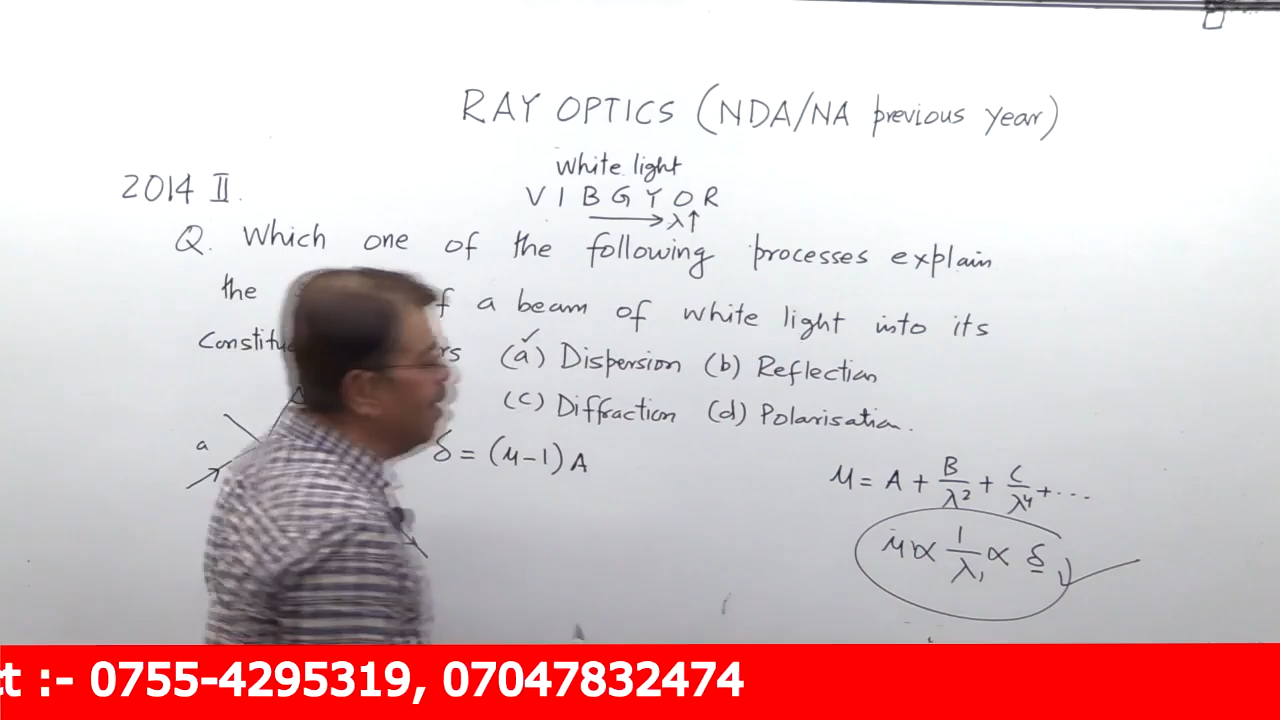 RAY OPTICS (NDA/NA previous year)
White light
2014 II.
V I B G Y O R
λ↑
Q. Which one of the following processes explain
the of a beam of white light into its
(a) Dispersion (b) Reflection
(c) Diffraction (d) Polarisation.
a
δ = (μ-1) A
μ = A + B/λ² + C/λ⁴ + ...
μ ∝ 1/λ, ∝ δ
:- 0755-4295319, 07047832474